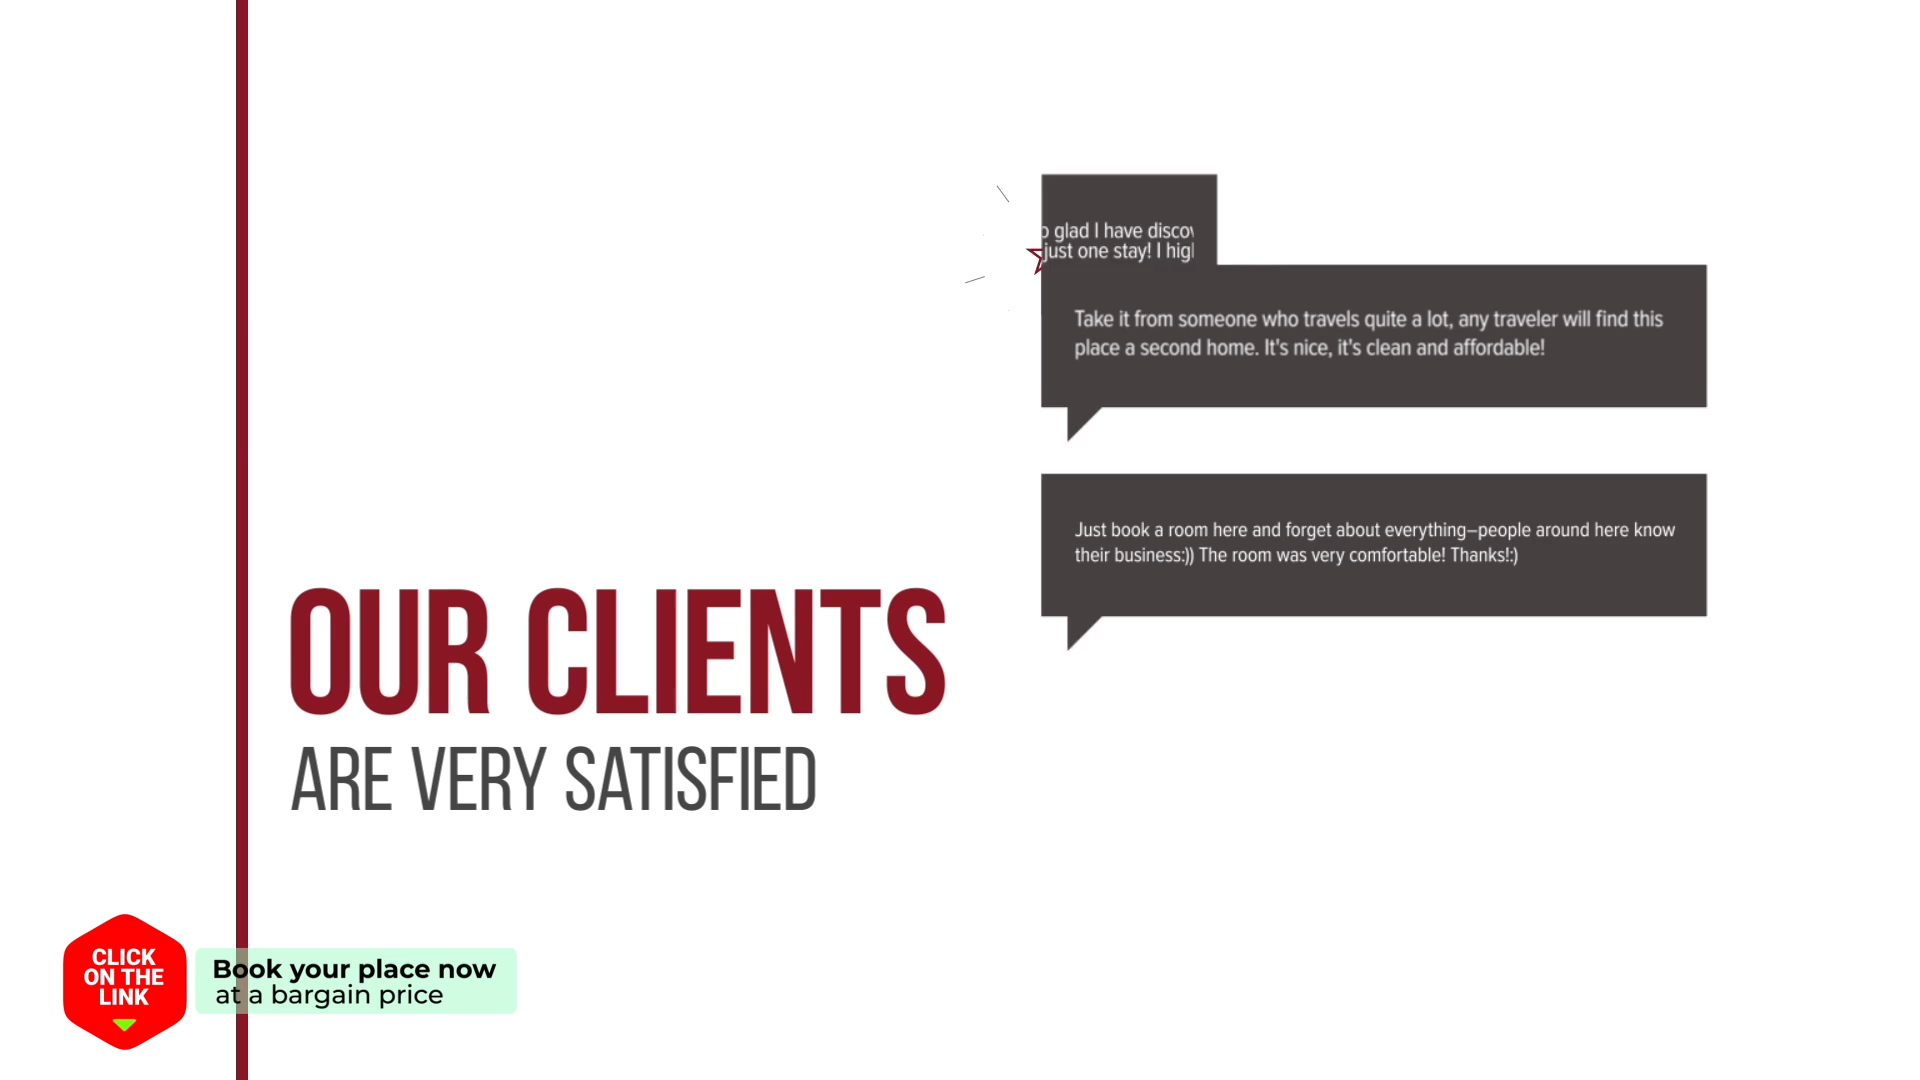 glad I have
just one stay! I
Take it from someone who travels quite a lot, any traveler will find this
place a second home. It's nice, it's clean and affordable!
Just book a room here and forget about everything–people around here know
their business:)) The room was very comfortable! Thanks!:)
OUR CLIENTS
ARE VERY SATISFIED
CLICK
ON THE
LINK
Book your place now
at a bargain price